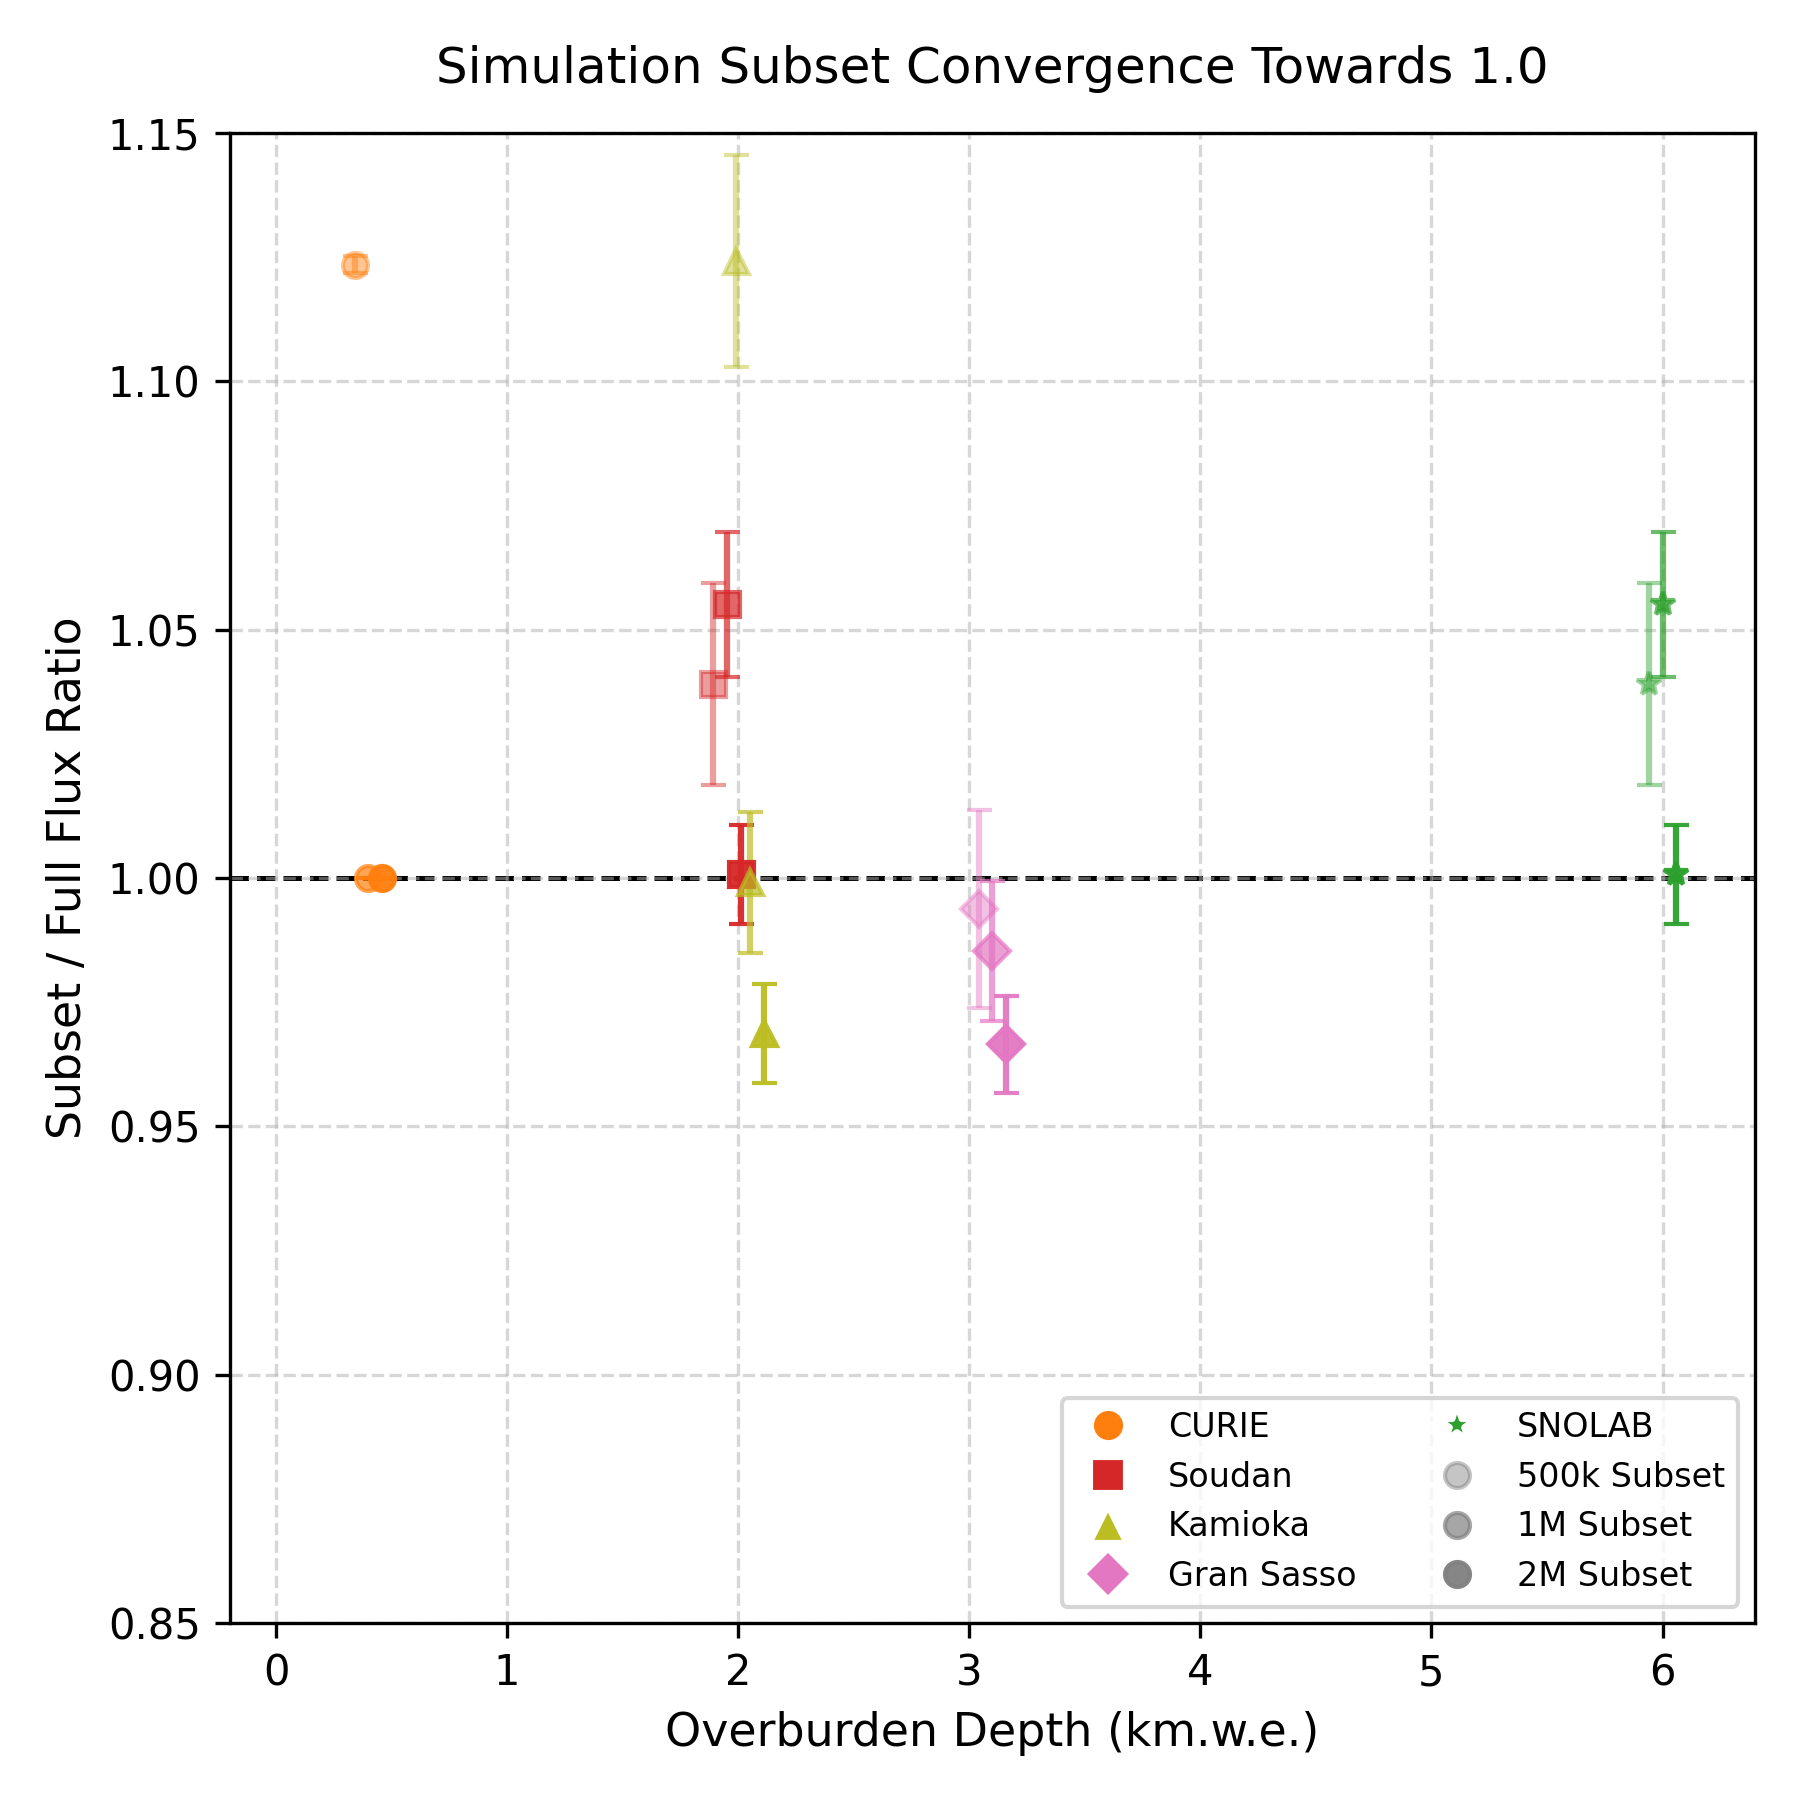 Simulation Subset Convergence Towards 1.0
Subset / Full Flux Ratio
1.15
1.10
1.05
1.00
0.95
0.90
0.85
0 1 2 3 4 5 6
Overburden Depth (km.w.e.)
CURIE
Soudan
Kamioka
Gran Sasso
SNOLAB
500k Subset
1M Subset
2M Subset